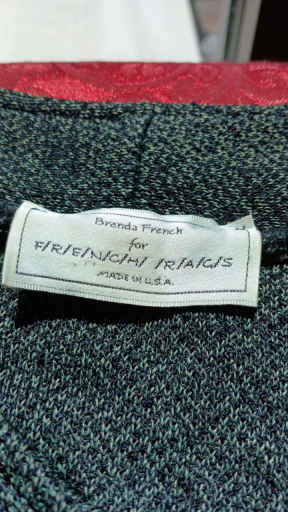 Brenda French
for
F/R/E/N/C/H/ /R/A/G/S
MADE IN U.S.A.